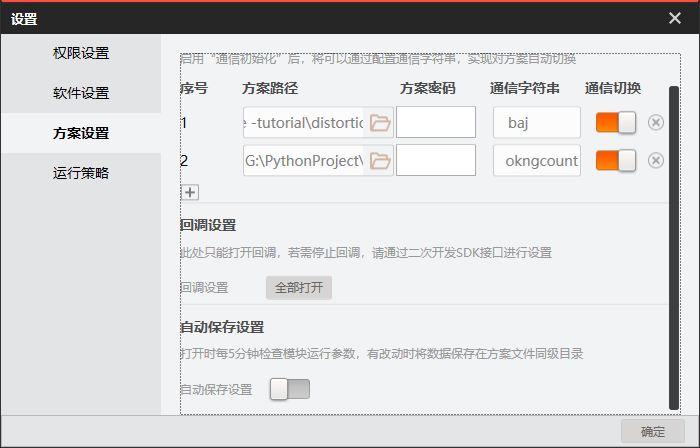 设置
权限设置
软件设置
方案设置
运行策略
启用“通信初始化”后，将可以通过配置通信字符串，实现对方案自动切换
序号 方案路径 方案密码 通信字符串 通信切换
1 e -tutorial\distortic baj
2 G:\PythonProject\ okngcount
回调设置
此处只能打开回调，若需停止回调，请通过二次开发SDK接口进行设置
回调设置 全部打开
自动保存设置
打开时每5分钟检查模块运行参数，有改动时将数据保存在方案文件同级目录
自动保存设置
确定